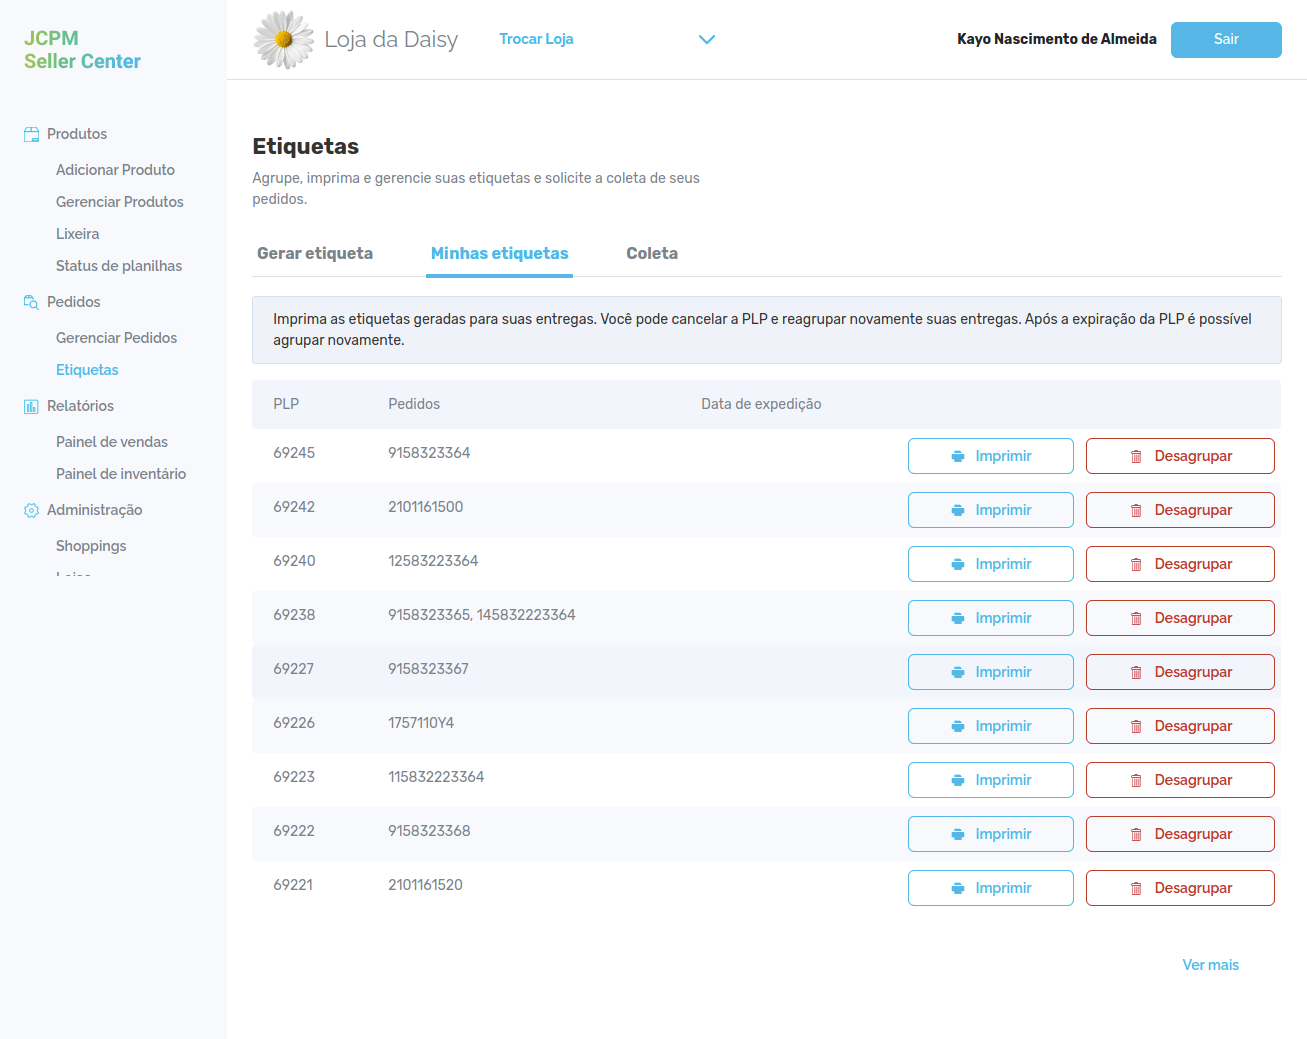 JCPM
Seller Center
Loja da Daisy
Trocar Loja
Kayo Nascimento de Almeida
Sair
Produtos
Adicionar Produto
Gerenciar Produtos
Lixeira
Status de planilhas
Pedidos
Gerenciar Pedidos
Etiquetas
Relatórios
Painel de vendas
Painel de inventário
Administração
Shoppings
Etiquetas
Agrupe, imprima e gerencie suas etiquetas e solicite a coleta de seus
pedidos.
Gerar etiqueta
Minhas etiquetas
Coleta
Imprima as etiquetas geradas para suas entregas. Você pode cancelar a PLP e reagrupar novamente suas entregas. Após a expiração da PLP é possível
agrupar novamente.
PLP Pedidos Data de expedição
69245 9158323364 Imprimir Desagrupar
69242 2101161500 Imprimir Desagrupar
69240 12583223364 Imprimir Desagrupar
69238 9158323365, 145832223364 Imprimir Desagrupar
69227 9158323367 Imprimir Desagrupar
69226 1757110Y4 Imprimir Desagrupar
69223 115832223364 Imprimir Desagrupar
69222 9158323368 Imprimir Desagrupar
69221 2101161520 Imprimir Desagrupar
Ver mais